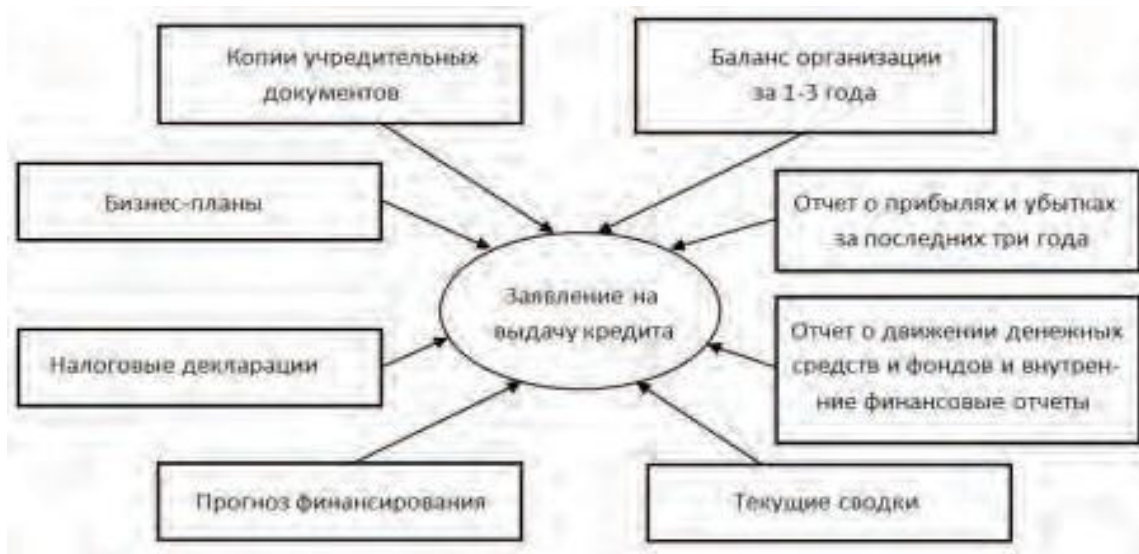 Копии учредительных
документов
Баланс организации
за 1-3 года
Бизнес-планы
Отчет о прибылях и убытках
за последних три года
Заявление на
выдачу кредита
Налоговые декларации
Отчет о движении денежных
средств и фондов и внутрен-
ние финансовые отчеты
Прогноз финансирования
Текущие сводки